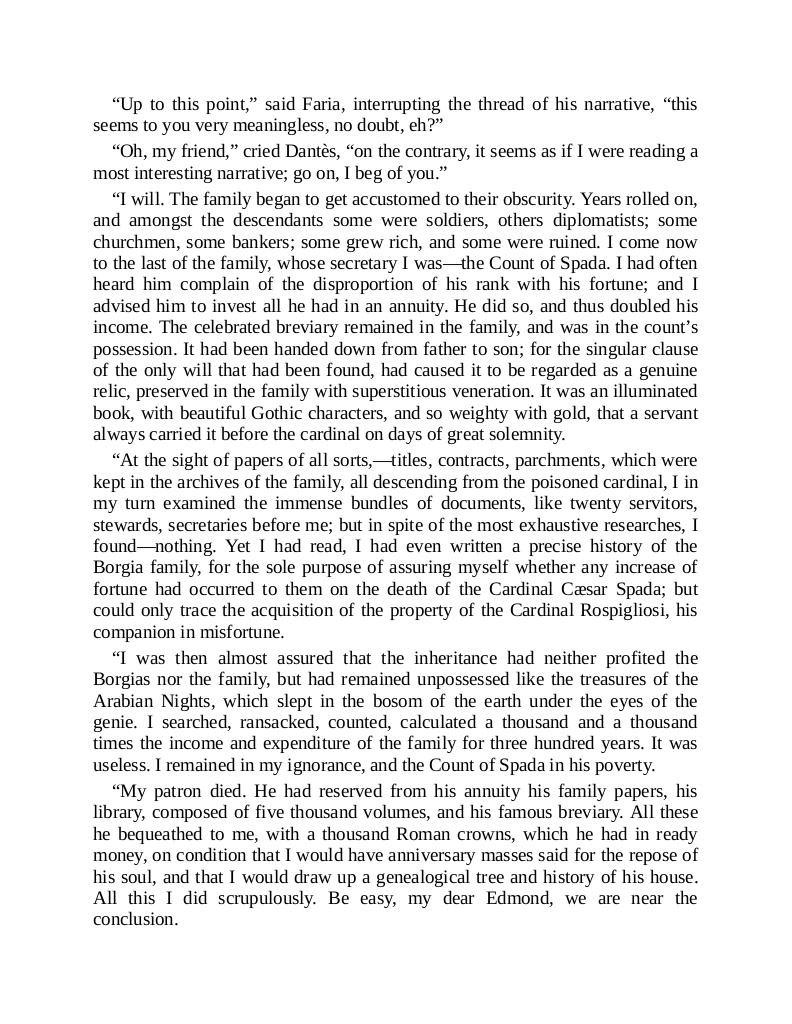 “Up to this point,” said Faria, interrupting the thread of his narrative, “this
seems to you very meaningless, no doubt, eh?”
“Oh, my friend,” cried Dantès, “on the contrary, it seems as if I were reading a
most interesting narrative; go on, I beg of you.”
“I will. The family began to get accustomed to their obscurity. Years rolled on,
and amongst the descendants some were soldiers, others diplomatists; some
churchmen, some bankers; some grew rich, and some were ruined. I come now
to the last of the family, whose secretary I was—the Count of Spada. I had often
heard him complain of the disproportion of his rank with his fortune; and I
advised him to invest all he had in an annuity. He did so, and thus doubled his
income. The celebrated breviary remained in the family, and was in the count’s
possession. It had been handed down from father to son; for the singular clause
of the only will that had been found, had caused it to be regarded as a genuine
relic, preserved in the family with superstitious veneration. It was an illuminated
book, with beautiful Gothic characters, and so weighty with gold, that a servant
always carried it before the cardinal on days of great solemnity.
“At the sight of papers of all sorts,—titles, contracts, parchments, which were
kept in the archives of the family, all descending from the poisoned cardinal, I in
my turn examined the immense bundles of documents, like twenty servitors,
stewards, secretaries before me; but in spite of the most exhaustive researches, I
found—nothing. Yet I had read, I had even written a precise history of the
Borgia family, for the sole purpose of assuring myself whether any increase of
fortune had occurred to them on the death of the Cardinal Cæsar Spada; but
could only trace the acquisition of the property of the Cardinal Rospigliosi, his
companion in misfortune.
“I was then almost assured that the inheritance had neither profited the
Borgias nor the family, but had remained unpossessed like the treasures of the
Arabian Nights, which slept in the bosom of the earth under the eyes of the
genie. I searched, ransacked, counted, calculated a thousand and a thousand
times the income and expenditure of the family for three hundred years. It was
useless. I remained in my ignorance, and the Count of Spada in his poverty.
“My patron died. He had reserved from his annuity his family papers, his
library, composed of five thousand volumes, and his famous breviary. All these
he bequeathed to me, with a thousand Roman crowns, which he had in ready
money, on condition that I would have anniversary masses said for the repose of
his soul, and that I would draw up a genealogical tree and history of his house.
All this I did scrupulously. Be easy, my dear Edmond, we are near the
conclusion.